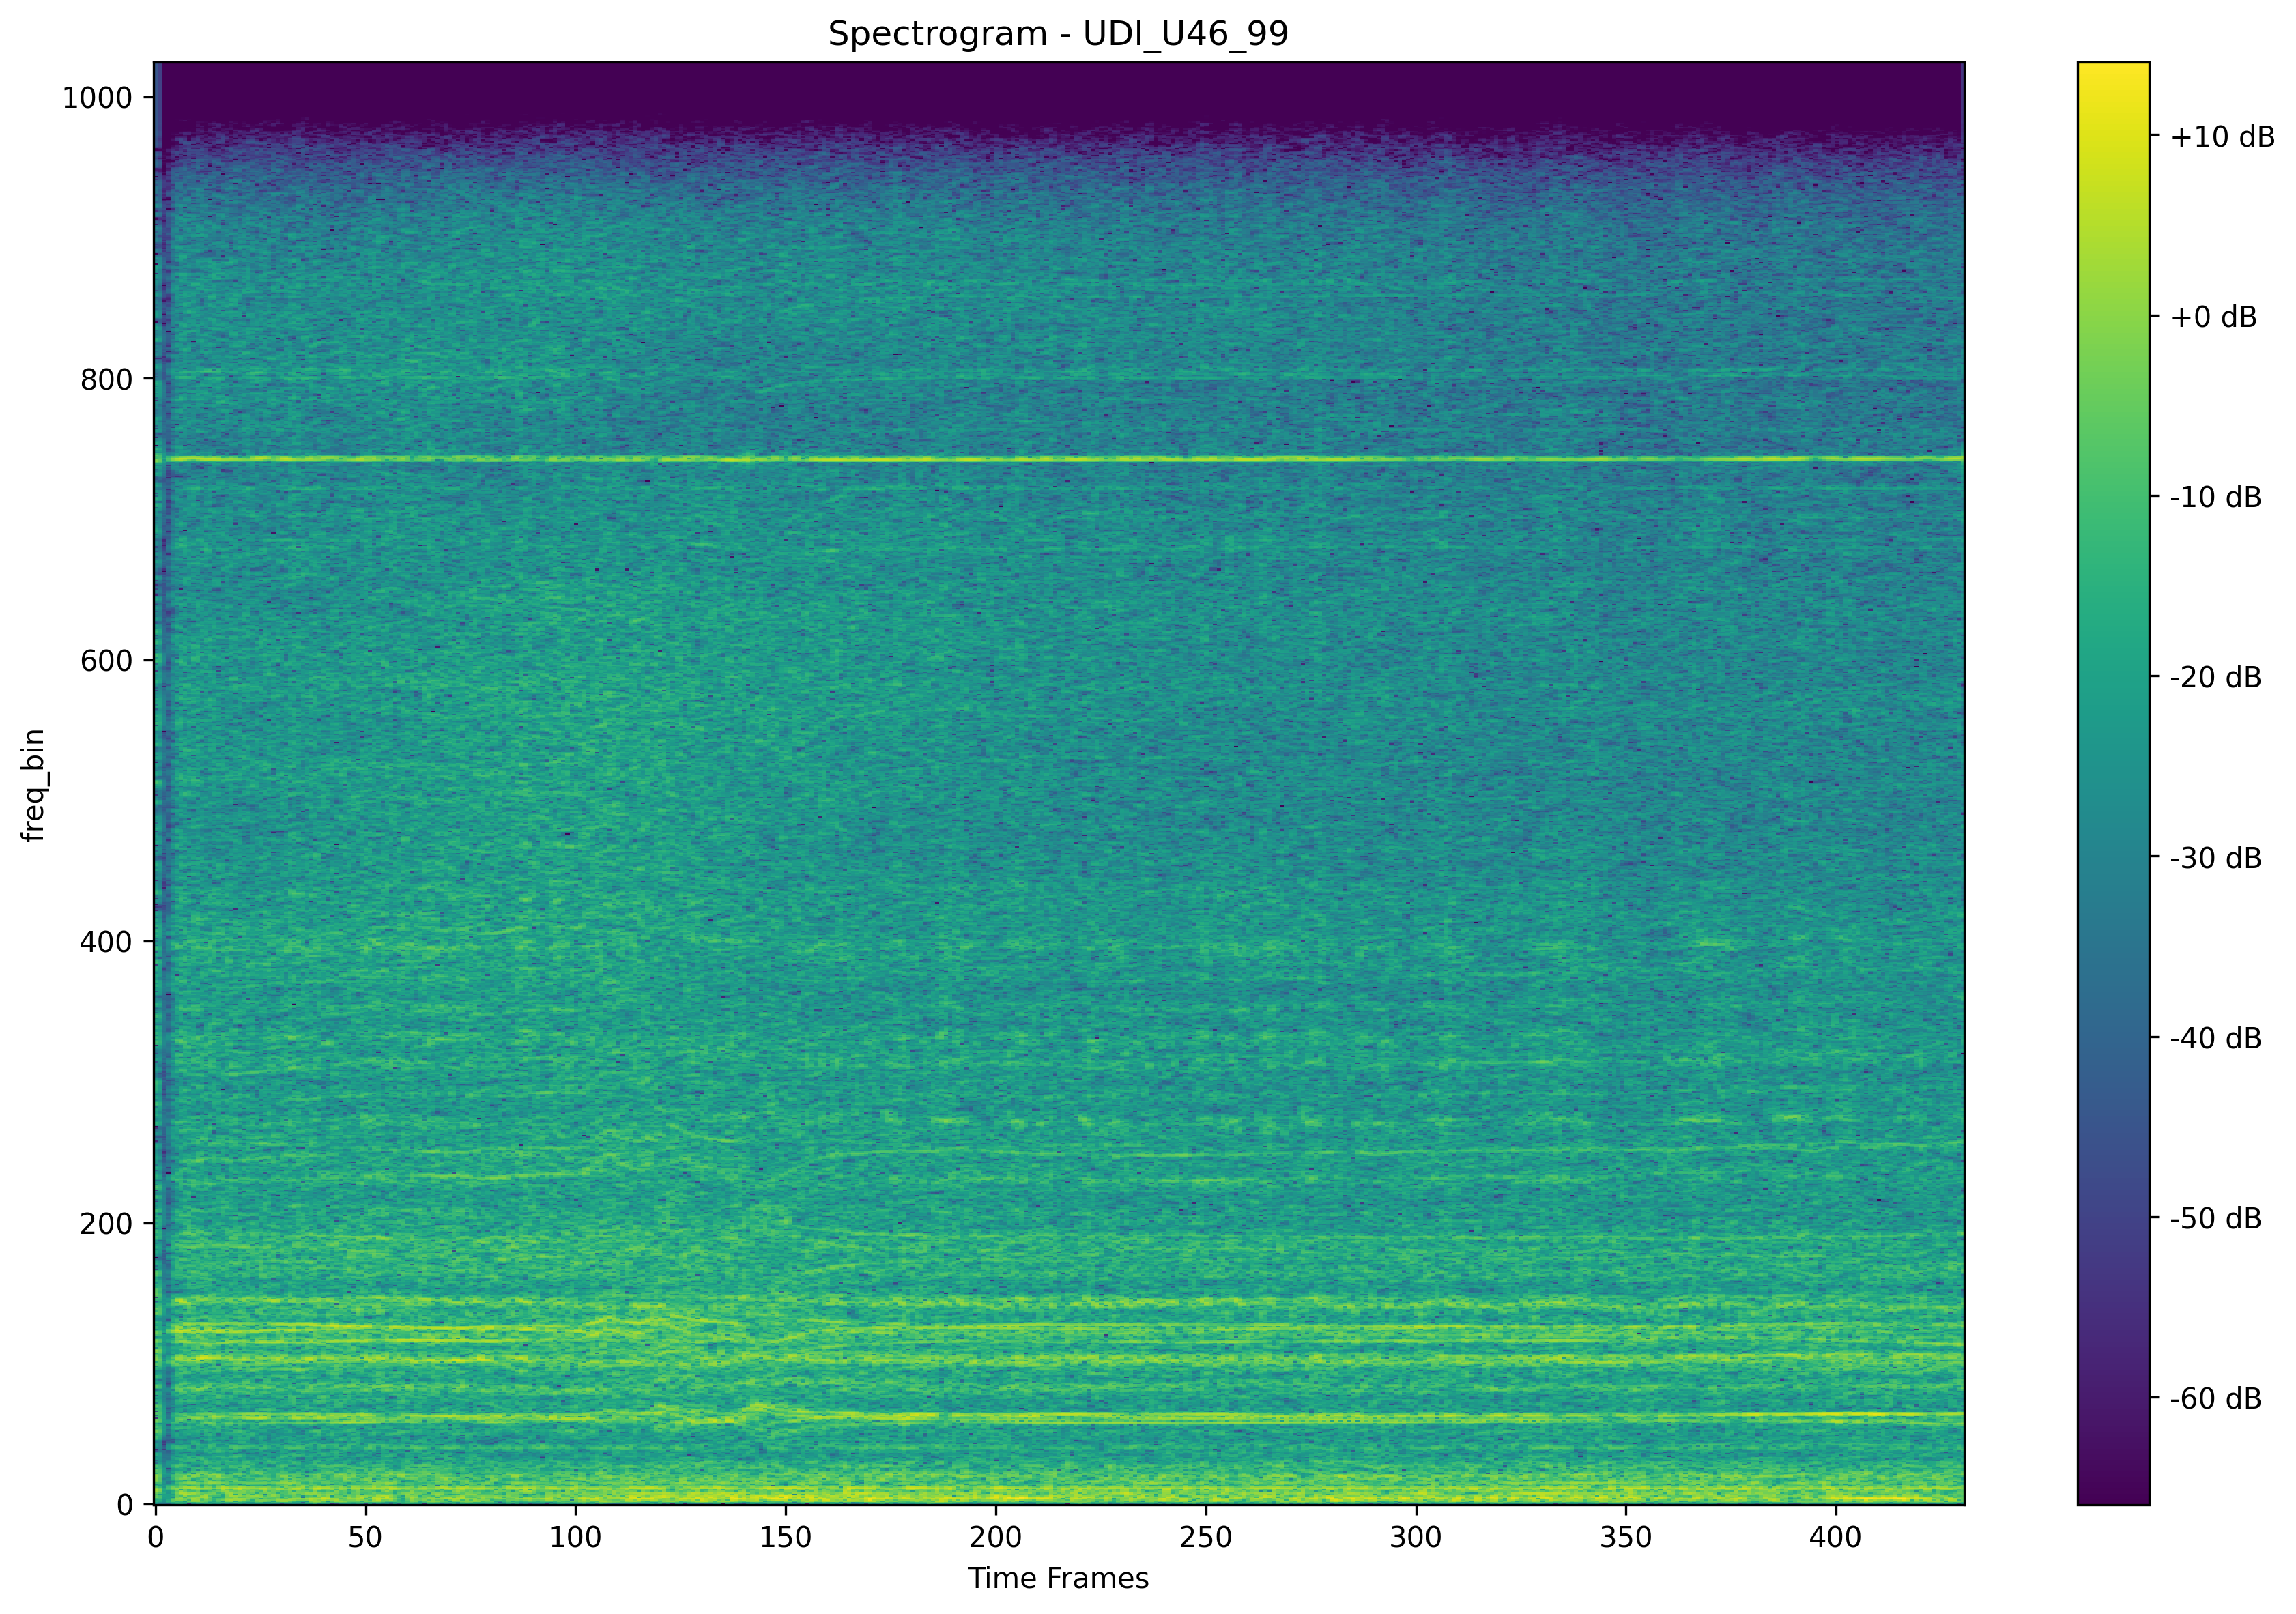 Spectrogram - UDI_U46_99
1000
800
600
400
200
0
freq_bin
0 50 100 150 200 250 300 350 400
Time Frames
+10 dB
+0 dB
-10 dB
-20 dB
-30 dB
-40 dB
-50 dB
-60 dB